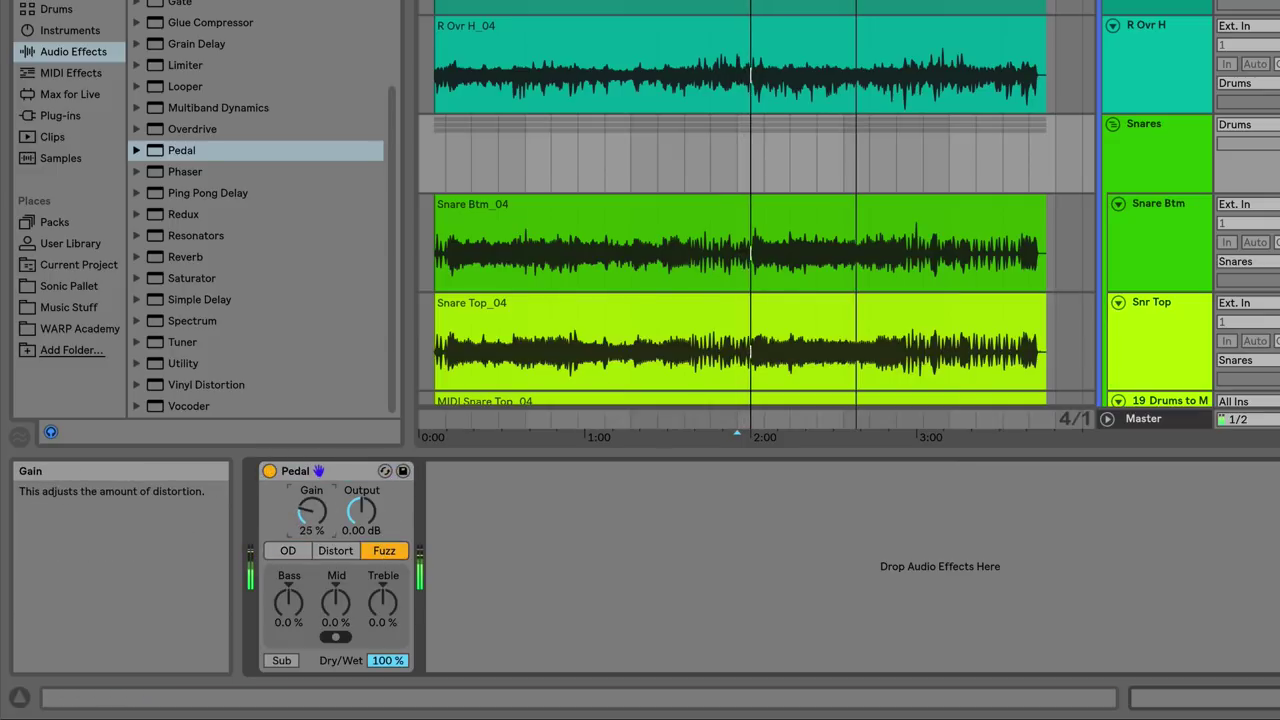 Drums
Instruments
Audio Effects
MIDI Effects
Max for Live
Plug-ins
Clips
Samples
Places
Packs
User Library
Current Project
Sonic Pallet
Music Stuff
WARP Academy
Add Folder...
Gate
Glue Compressor
Grain Delay
Limiter
Looper
Multiband Dynamics
Overdrive
Pedal
Phaser
Ping Pong Delay
Redux
Resonators
Reverb
Saturator
Simple Delay
Spectrum
Tuner
Utility
Vinyl Distortion
Vocoder
R Ovr H_04
Snare Btm_04
Snare Top_04
MIDI Snare Top_04
0:00 1:00 2:00 3:00
4/1
R Ovr H
Ext. In
1
In Auto
Drums
Snares
Drums
Snare Btm
Ext. In
1
In Auto
Snares
Snr Top
Ext. In
1
In Auto
Snares
19 Drums to M
All Ins
Master
1/2
Gain
This adjusts the amount of distortion.
Pedal
Gain Output
25 % 0.00 dB
OD Distort Fuzz
Bass Mid Treble
0.0 % 0.0 % 0.0 %
Sub Dry/Wet 100 %
Drop Audio Effects Here